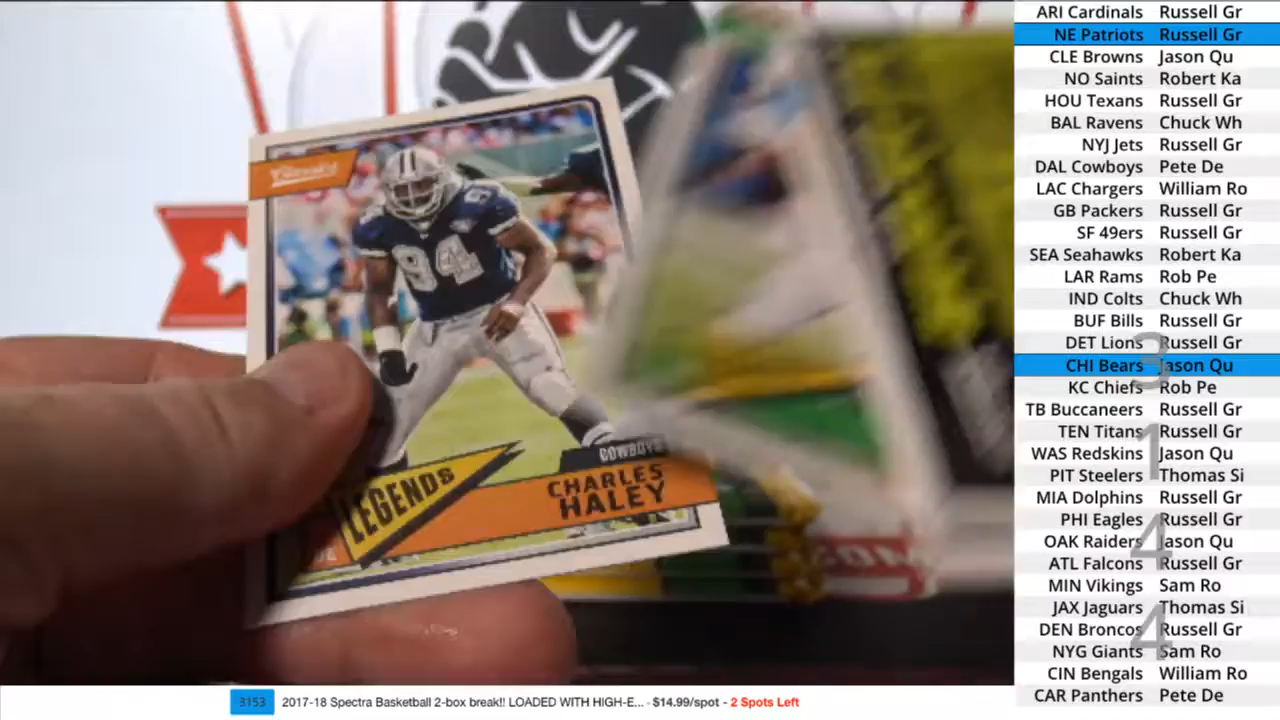 Classics
94
94
COWBOYS
LEGENDS
CHARLES
HALEY
DE
ARI Cardinals Russell Gr
NE Patriots Russell Gr
CLE Browns Jason Qu
NO Saints Robert Ka
HOU Texans Russell Gr
BAL Ravens Chuck Wh
NYJ Jets Russell Gr
DAL Cowboys Pete De
LAC Chargers William Ro
GB Packers Russell Gr
SF 49ers Russell Gr
SEA Seahawks Robert Ka
LAR Rams Rob Pe
IND Colts Chuck Wh
BUF Bills Russell Gr
DET Lions Russell Gr
CHI Bears Jason Qu
KC Chiefs Rob Pe
TB Buccaneers Russell Gr
TEN Titans Russell Gr
WAS Redskins Jason Qu
PIT Steelers Thomas Si
MIA Dolphins Russell Gr
PHI Eagles Russell Gr
OAK Raiders Jason Qu
ATL Falcons Russell Gr
MIN Vikings Sam Ro
JAX Jaguars Thomas Si
DEN Broncos Russell Gr
NYG Giants Sam Ro
CIN Bengals William Ro
CAR Panthers Pete De
3
1
4
4
3153 2017-18 Spectra Basketball 2-box break!! LOADED WITH HIGH-E... - $14.99/spot - 2 Spots Left